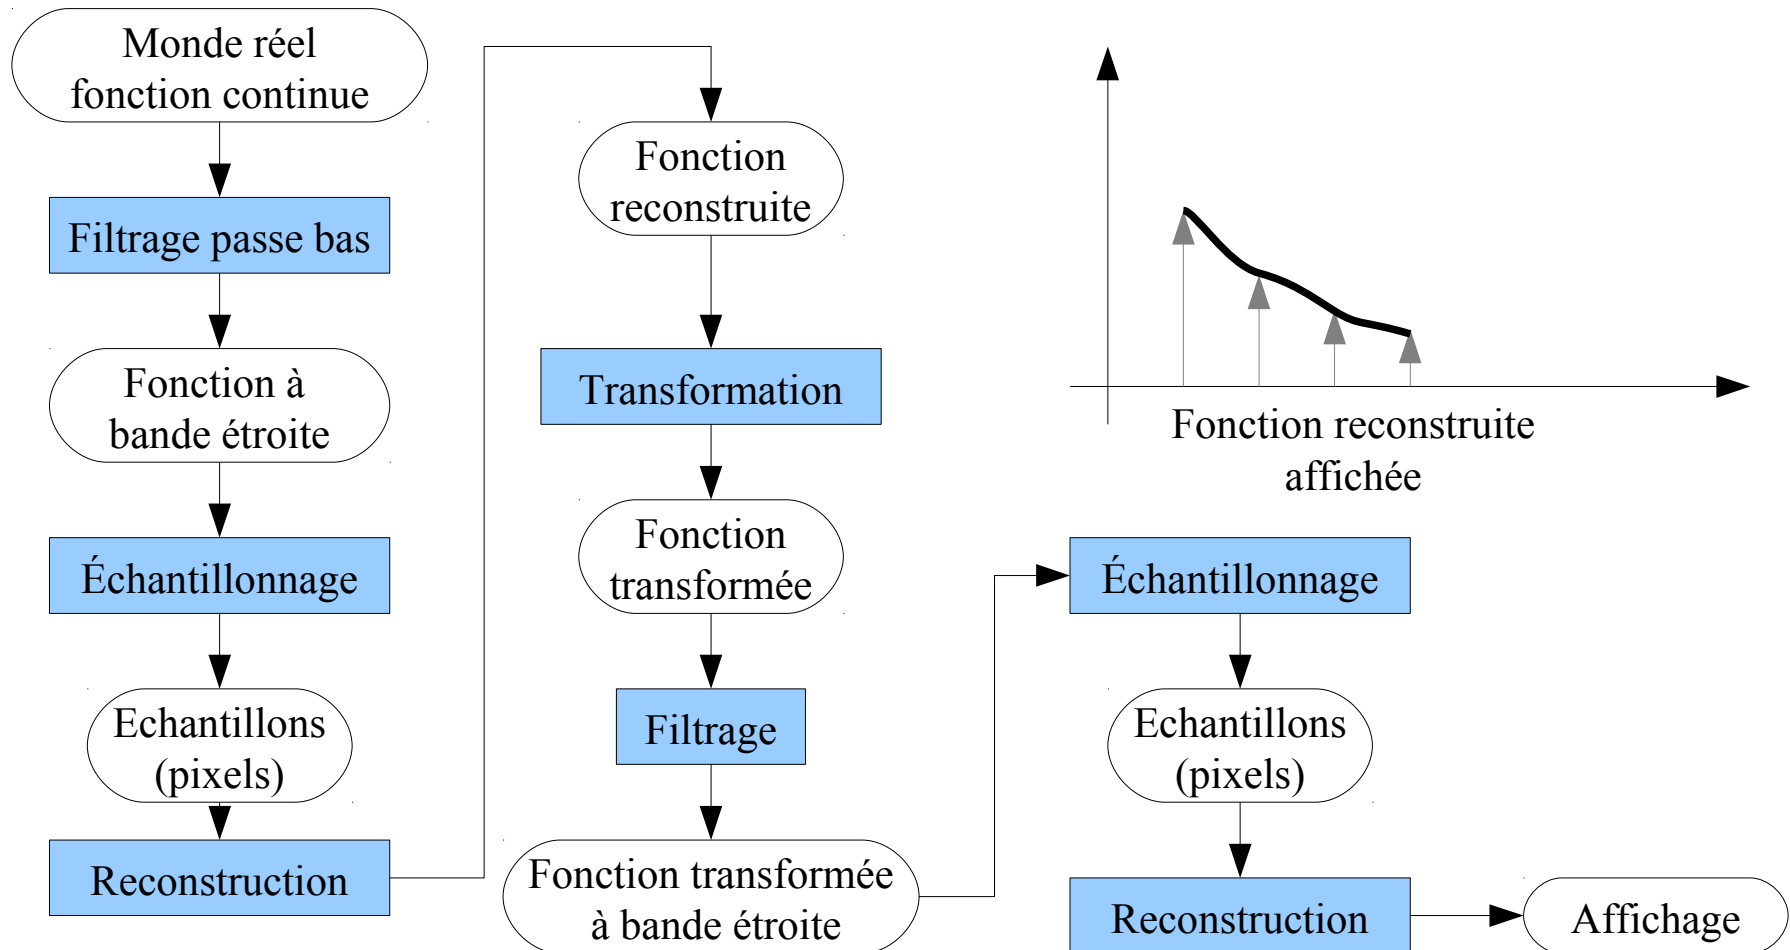 Monde réel
fonction continue
Filtrage passe bas
Fonction à
bande étroite
Échantillonnage
Echantillons
(pixels)
Reconstruction
Fonction
reconstruite
Transformation
Fonction
transformée
Filtrage
Fonction transformée
à bande étroite
Fonction reconstruite
affichée
Échantillonnage
Echantillons
(pixels)
Reconstruction
Affichage